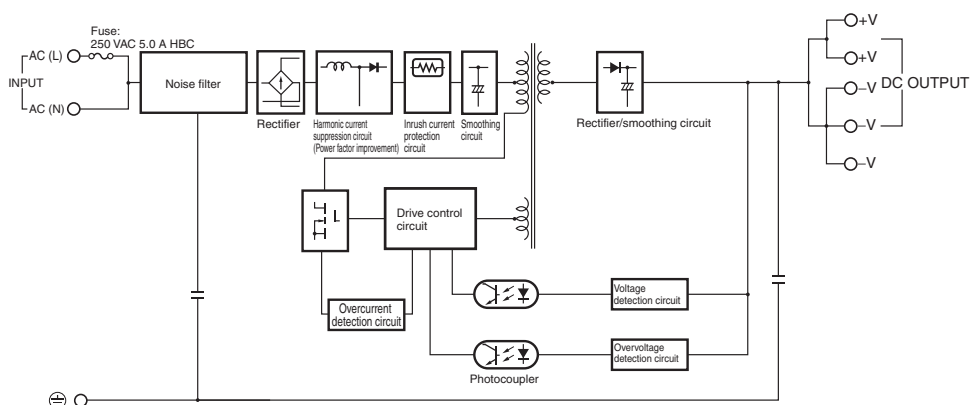 Fuse:
250 VAC 5.0 A HBC
AC (L)
INPUT
AC (N)
Noise filter
Rectifier
Harmonic current
suppression circuit
(Power factor improvement)
Inrush current
protection
circuit
Smoothing
circuit
Rectifier/smoothing circuit
+V
+V
DC OUTPUT
–V
–V
–V
Drive control
circuit
Overcurrent
detection circuit
Voltage
detection circuit
Overvoltage
detection circuit
Photocoupler